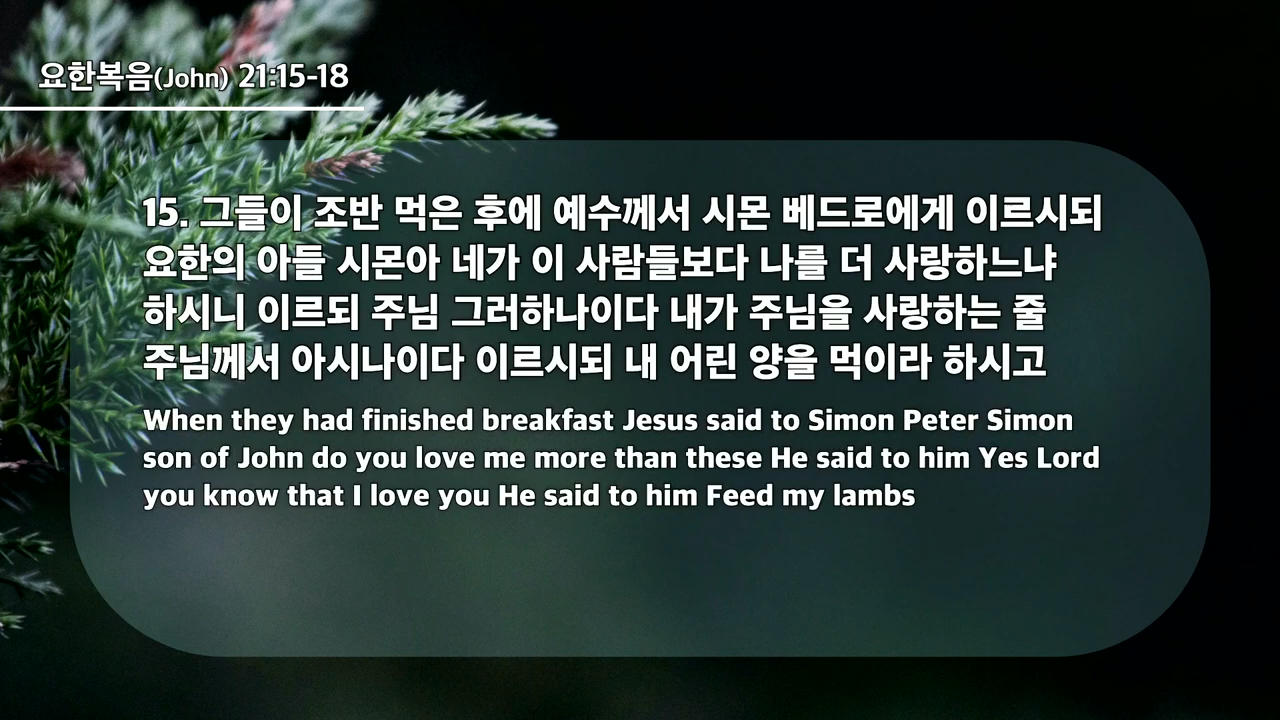 요한복음(John) 21:15-18
15. 그들이 조반 먹은 후에 예수께서 시몬 베드로에게 이르시되
요한의 아들 시몬아 네가 이 사람들보다 나를 더 사랑하느냐
하시니 이르되 주님 그러하나이다 내가 주님을 사랑하는 줄
주님께서 아시나이다 이르시되 내 어린 양을 먹이라 하시고
When they had finished breakfast Jesus said to Simon Peter Simon
son of John do you love me more than these He said to him Yes Lord
you know that I love you He said to him Feed my lambs